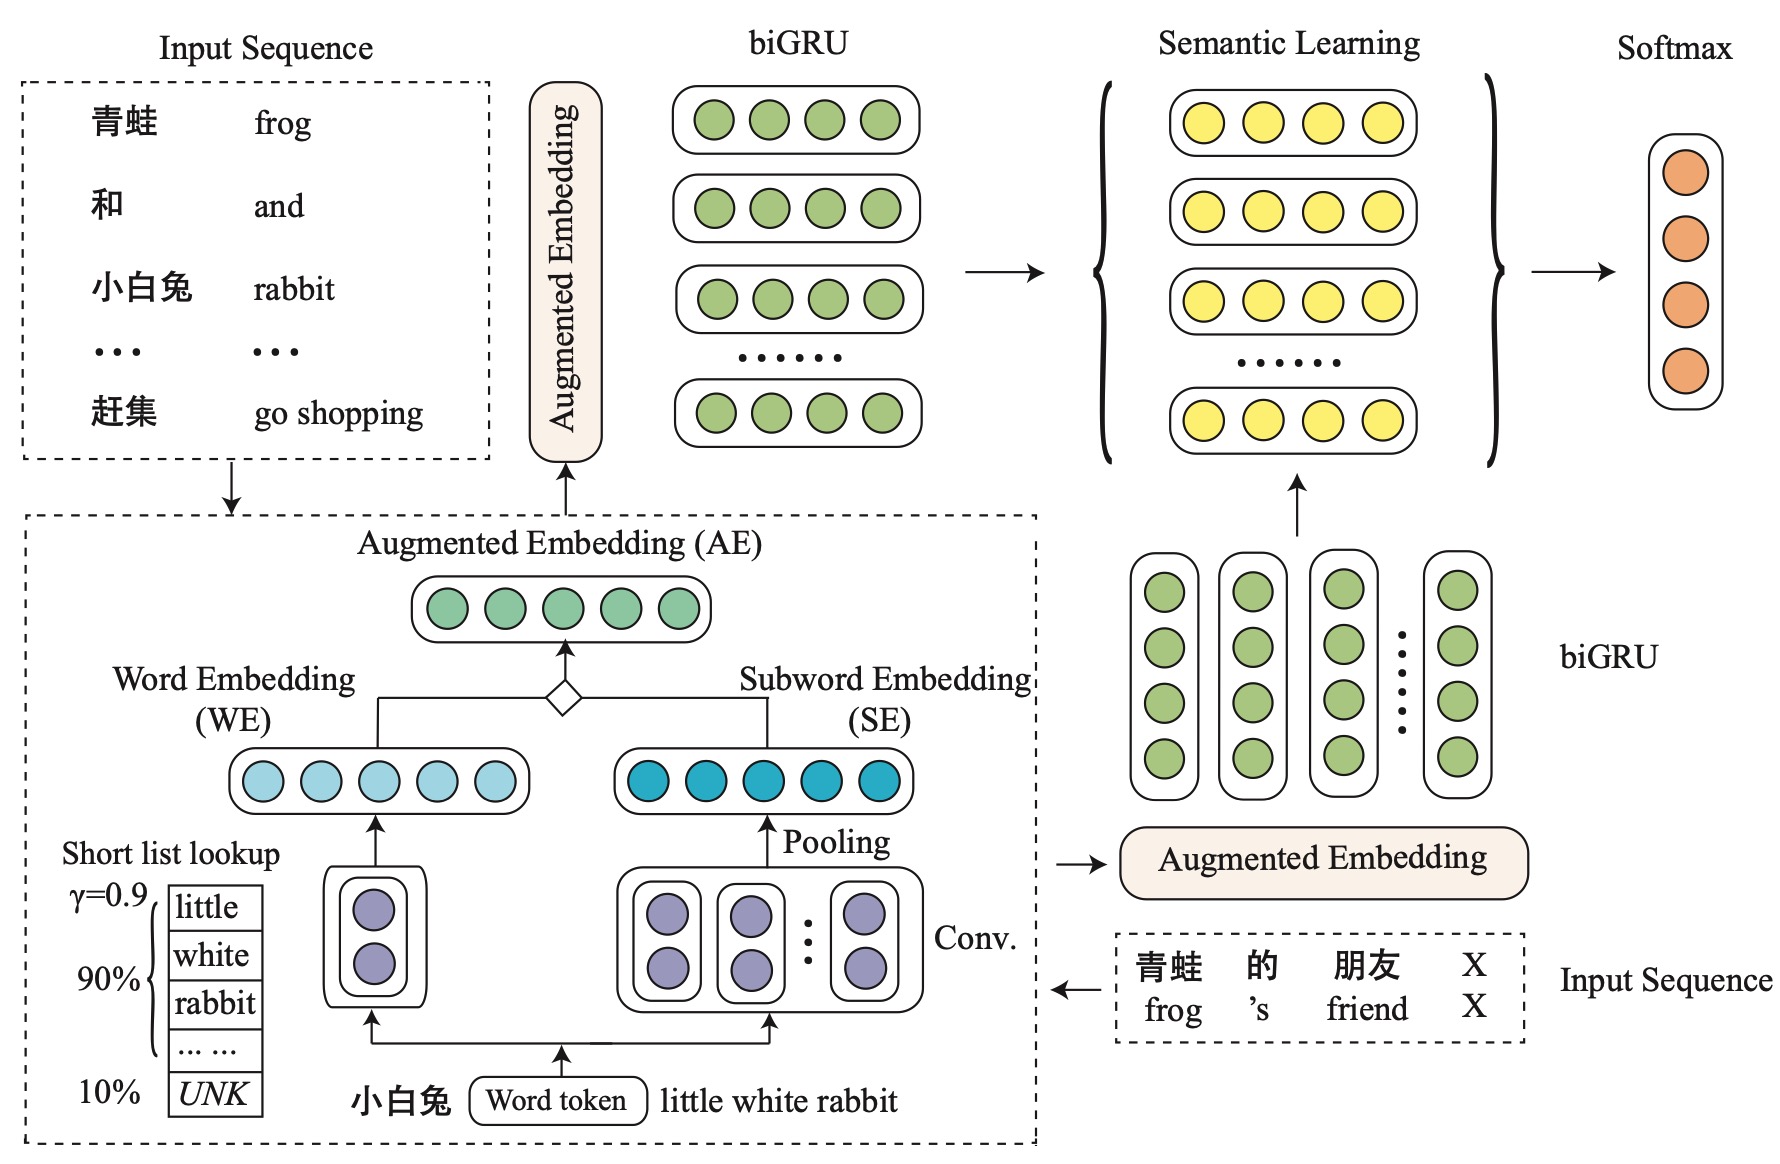 Input Sequence
青蛙 frog
和 and
小白兔 rabbit
... ...
赶集 go shopping
Augmented Embedding
biGRU
......
Semantic Learning
......
Softmax
Augmented Embedding (AE)
Word Embedding
(WE)
Subword Embedding
(SE)
Pooling
Conv.
Short list lookup
γ=0.9
90%
10%
little
white
rabbit
... ...
UNK
小白兔 Word token little white rabbit
biGRU
Augmented Embedding
青蛙 的 朋友 X
frog ’s friend X
Input Sequence